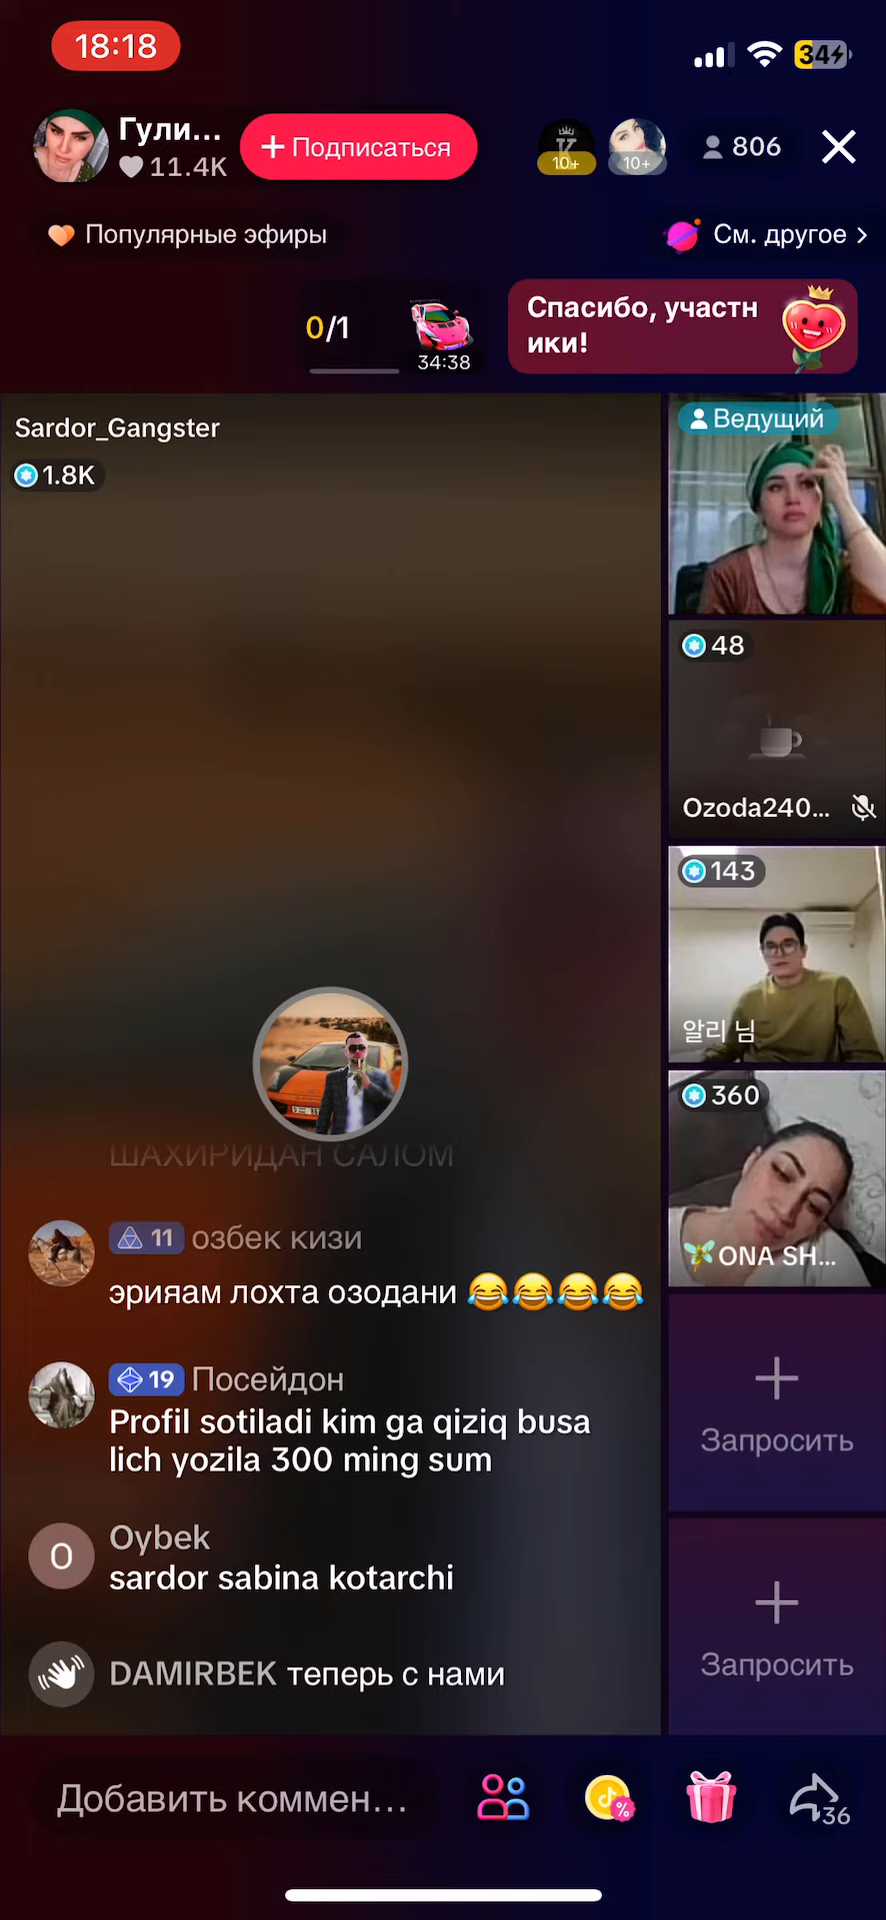 18:18
34
Гули...
11.4K
+ Подписаться
10+
10+
806
Популярные эфиры
См. другое >
0/1
34:38
Спасибо, участн
ики!
Sardor_Gangster
1.8K
Ведущий
48
Ozoda240...
143
알리 님
360
ONA SH...
Запросить
Запросить
ШАХИРИДАН САЛОМ
11 озбек кизи
эрияам лохта озодани 😂😂😂😂
19 Посейдон
Profil sotiladi kim ga qiziq busa
lich yozila 300 ming sum
O
Oybek
sardor sabina kotarchi
DAMIRBEK теперь с нами
Добавить коммен...
36